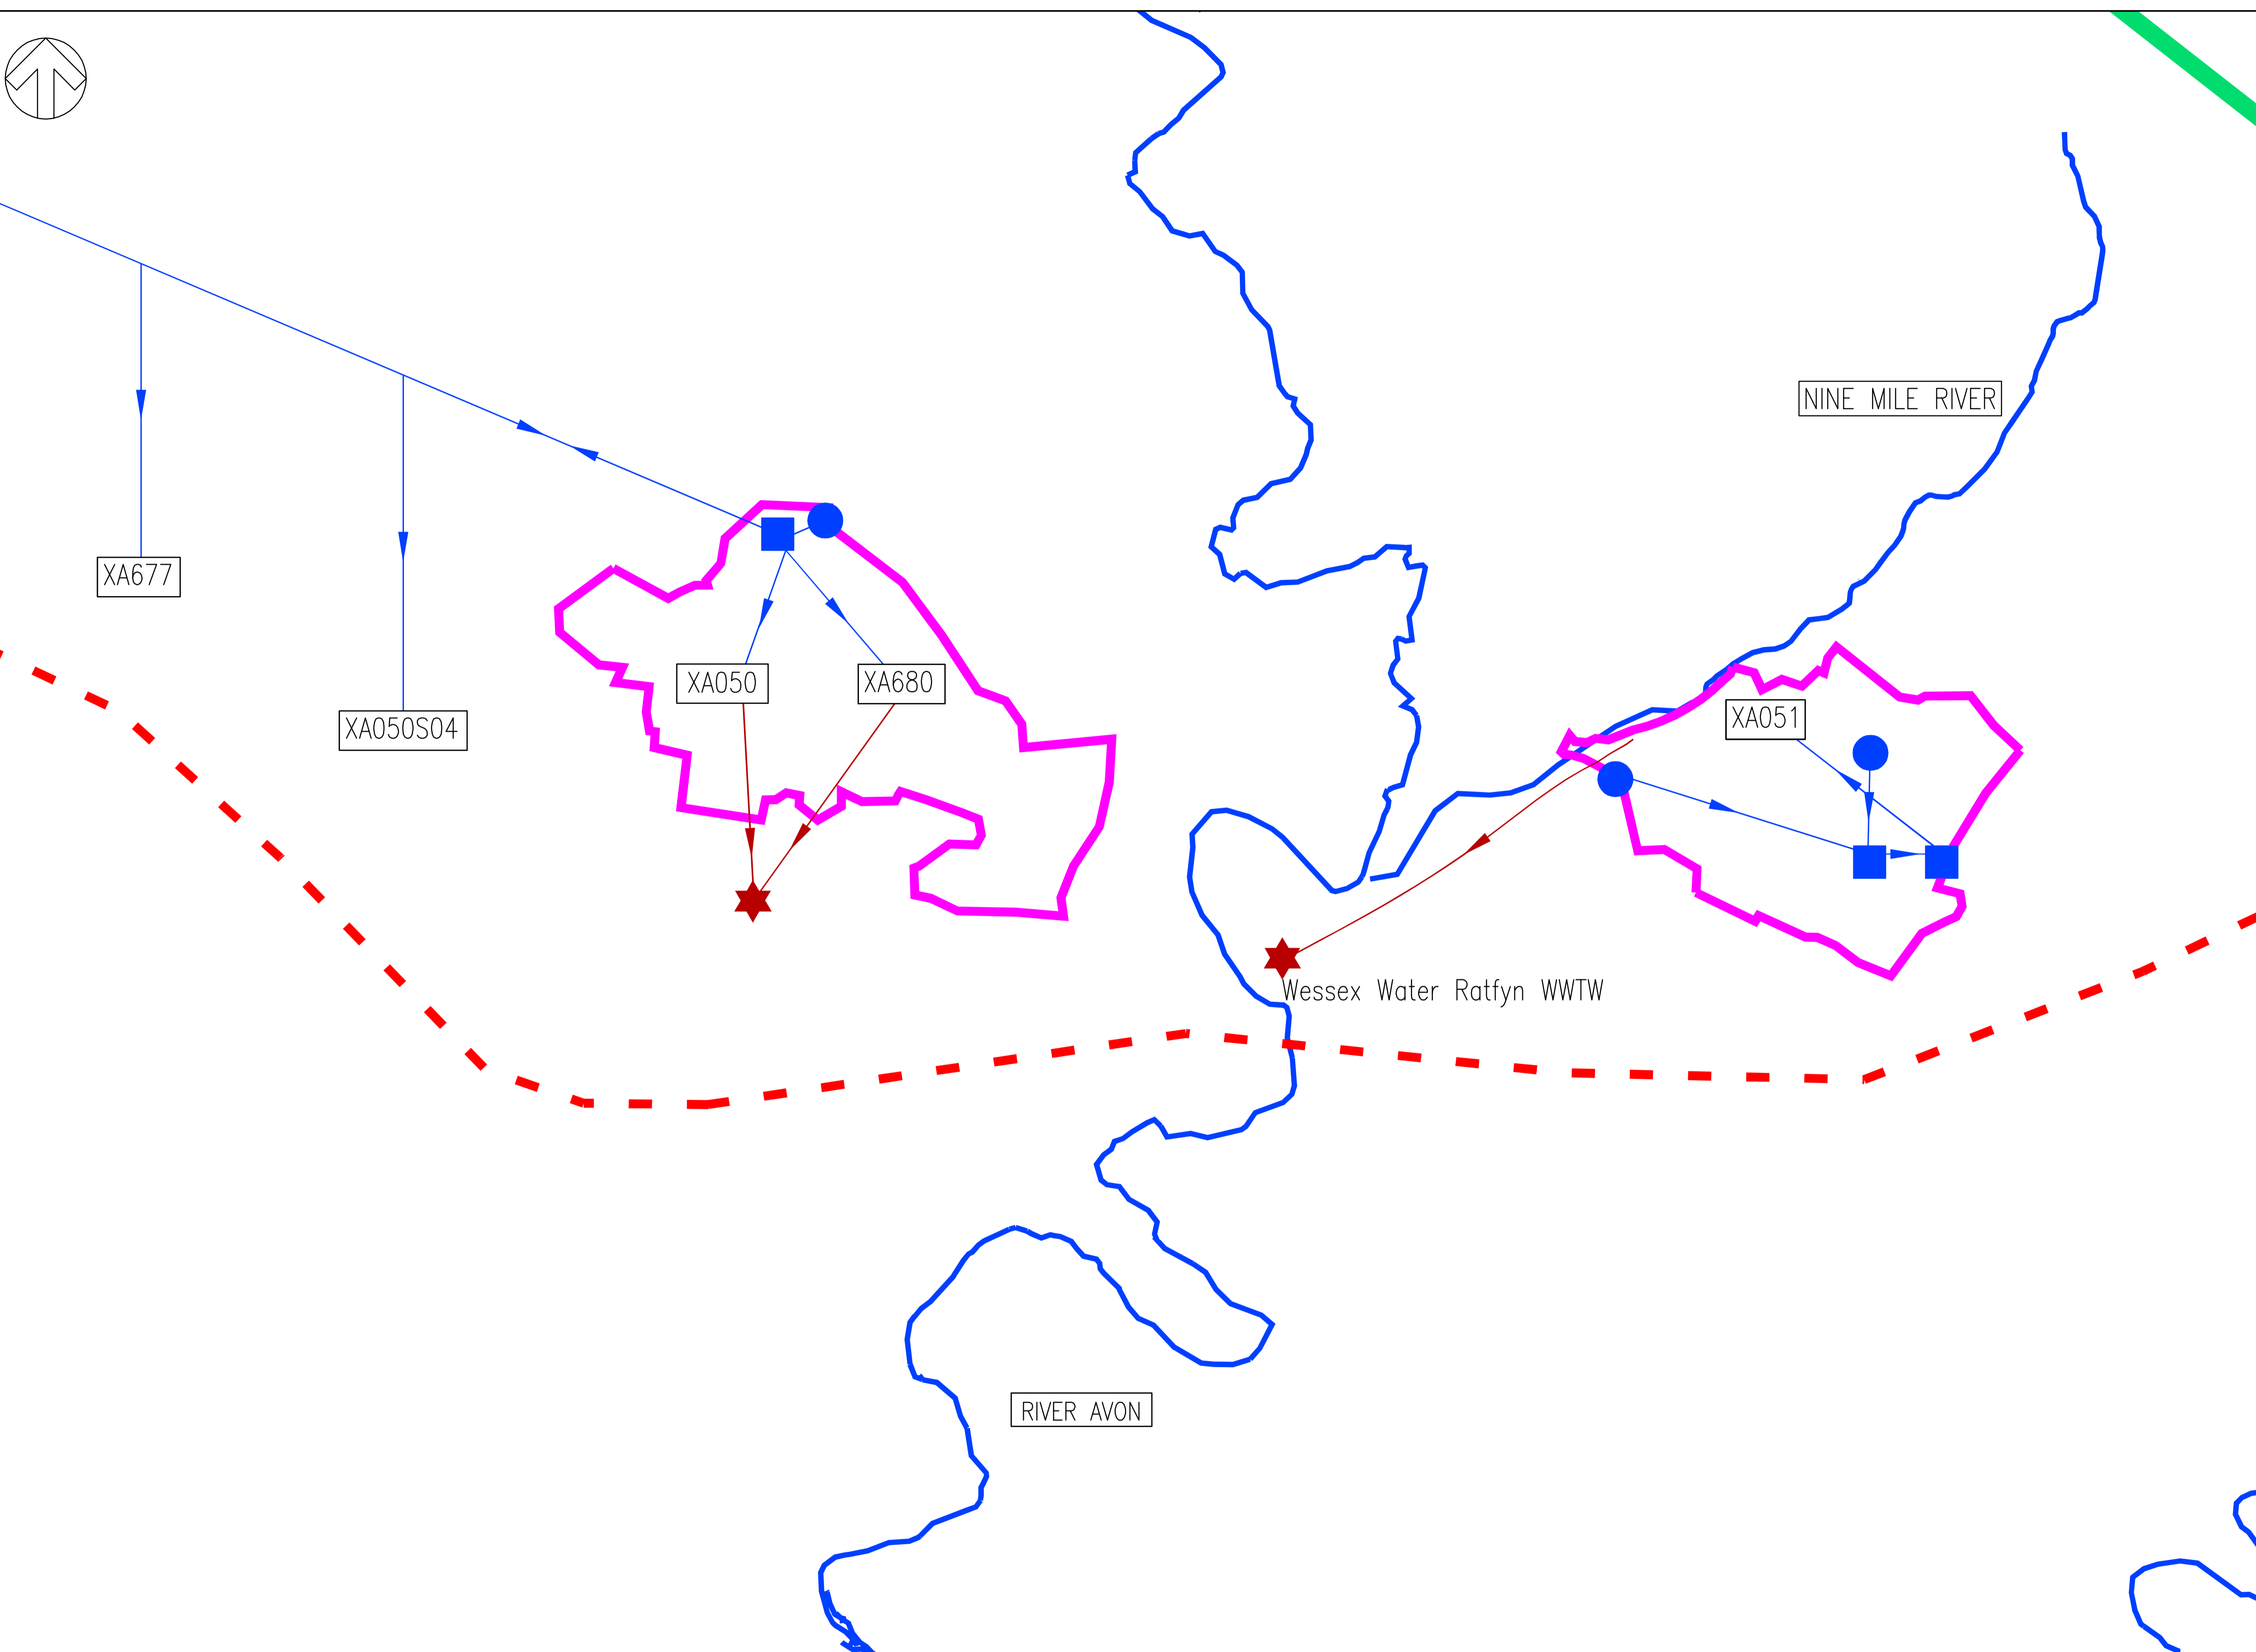 NINE MILE RIVER
XA677
XA050
XA680
XA050S04
XA051
Wessex Water Ratfyn WWTW
RIVER AVON